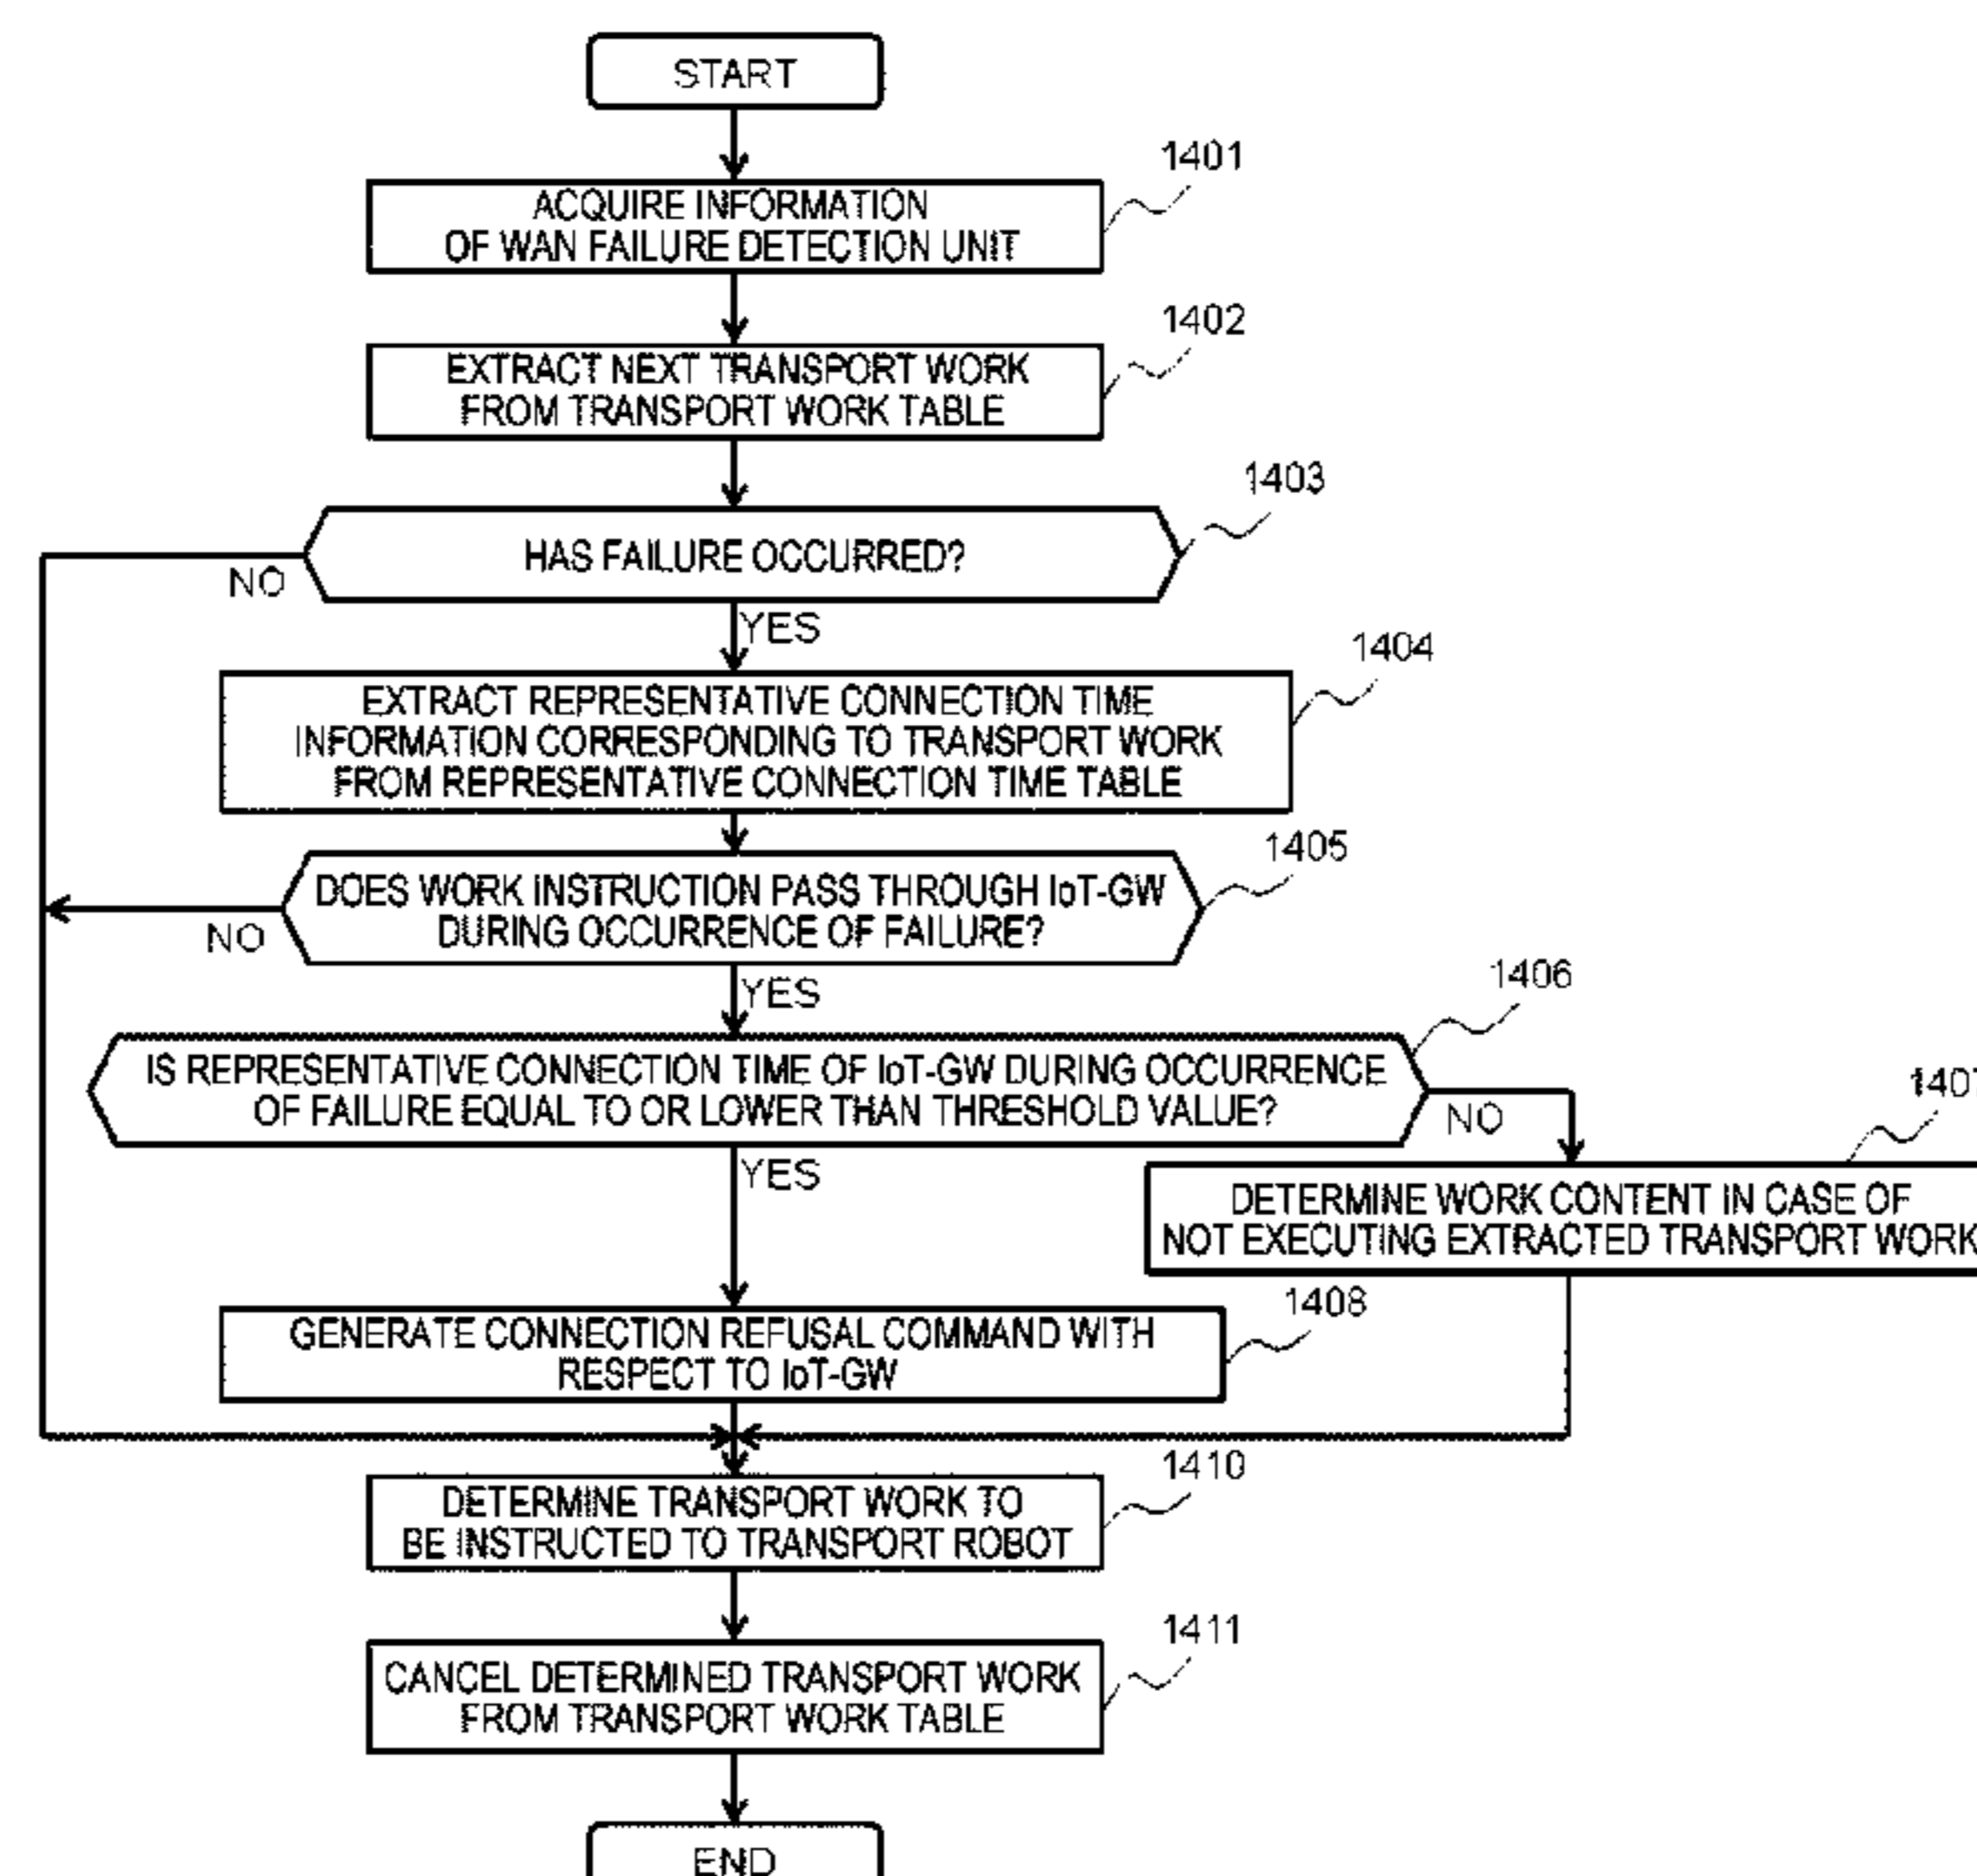 START
1401
ACQUIRE INFORMATION
OF WAN FAILURE DETECTION UNIT
1402
EXTRACT NEXT TRANSPORT WORK
FROM TRANSPORT WORK TABLE
1403
HAS FAILURE OCCURRED?
NO
YES
1404
EXTRACT REPRESENTATIVE CONNECTION TIME
INFORMATION CORRESPONDING TO TRANSPORT WORK
FROM REPRESENTATIVE CONNECTION TIME TABLE
1405
DOES WORK INSTRUCTION PASS THROUGH IoT-GW
DURING OCCURRENCE OF FAILURE?
NO
YES
1406
IS REPRESENTATIVE CONNECTION TIME OF IoT-GW DURING OCCURRENCE
OF FAILURE EQUAL TO OR LOWER THAN THRESHOLD VALUE?
NO
YES
1407
DETERMINE WORK CONTENT IN CASE OF
NOT EXECUTING EXTRACTED TRANSPORT WORK
1408
GENERATE CONNECTION REFUSAL COMMAND WITH
RESPECT TO IoT-GW
1410
DETERMINE TRANSPORT WORK TO
BE INSTRUCTED TO TRANSPORT ROBOT
1411
CANCEL DETERMINED TRANSPORT WORK
FROM TRANSPORT WORK TABLE
END